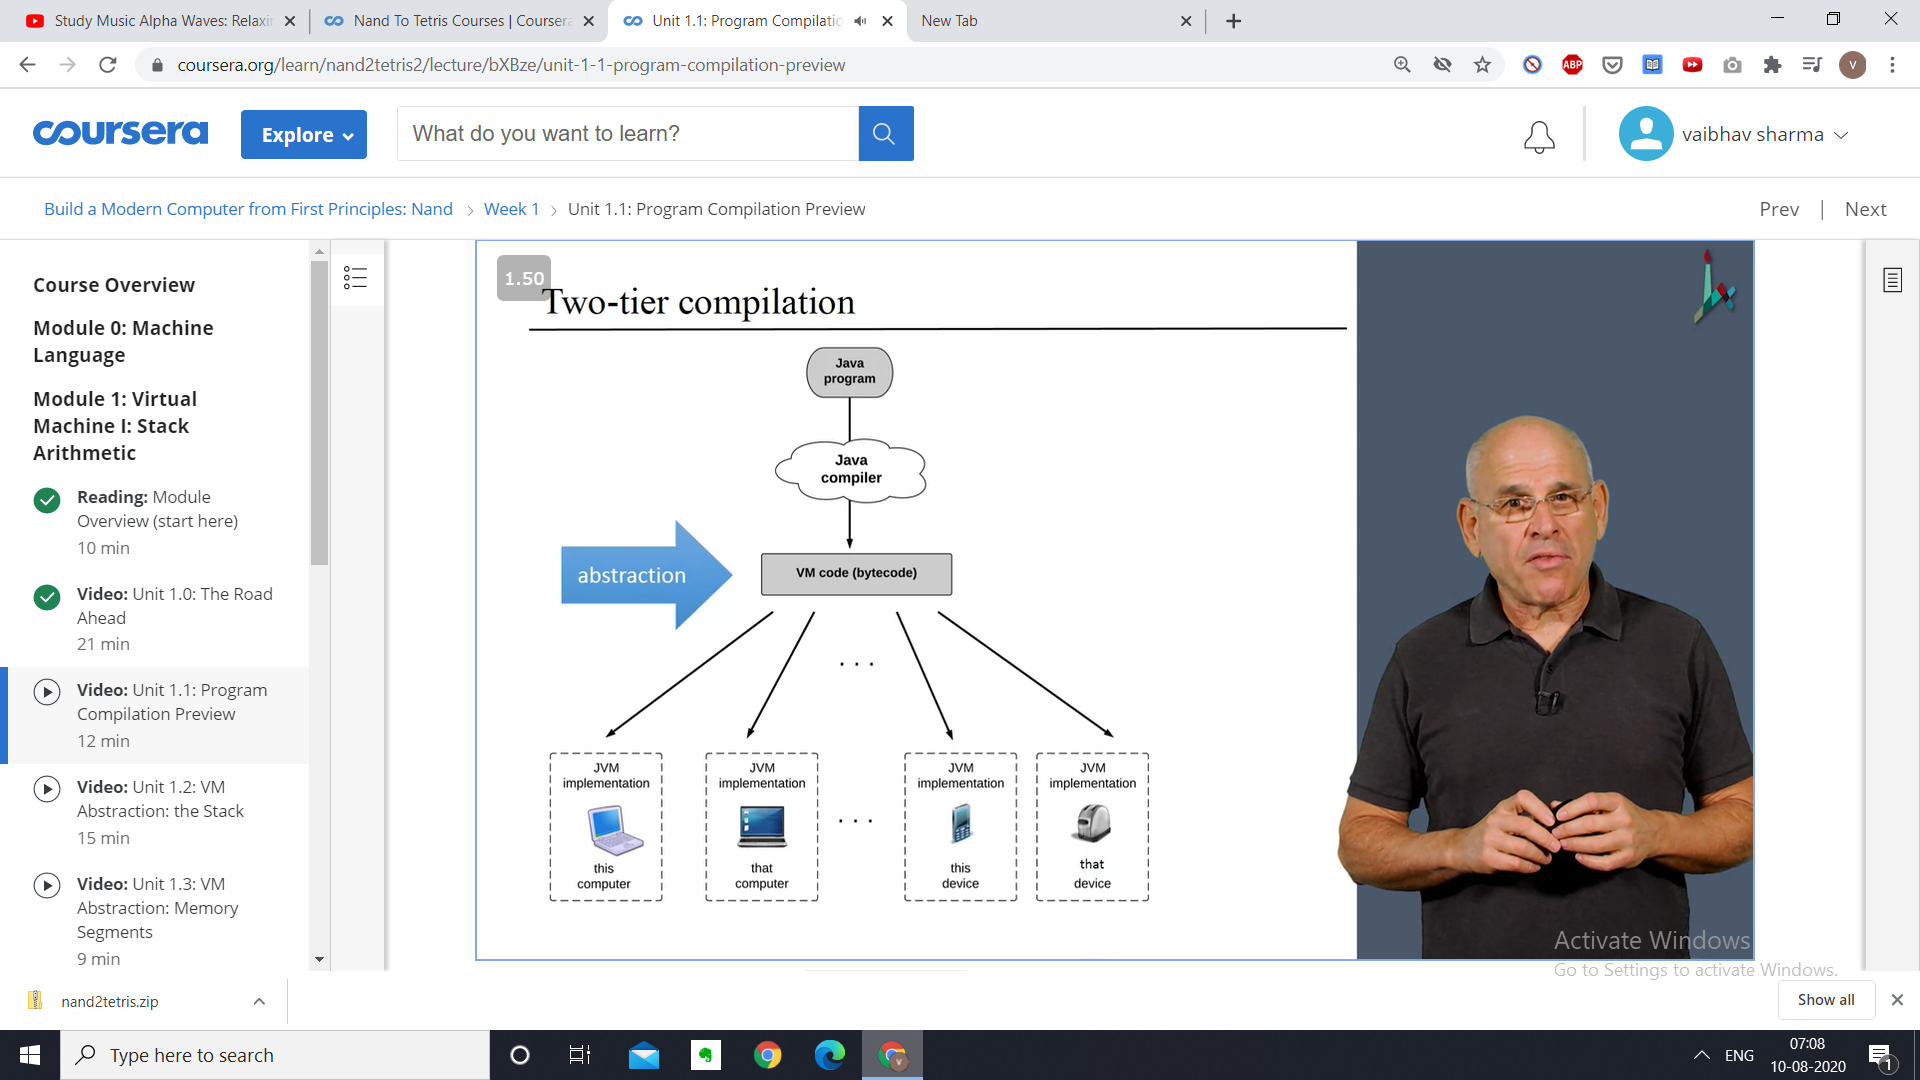 Study Music Alpha Waves: Relaxin
Nand To Tetris Courses | Coursera
Unit 1.1: Program Compilatio
New Tab
coursera.org/learn/nand2tetris2/lecture/bXBze/unit-1-1-program-compilation-preview
ABP
V
coursera
Explore
What do you want to learn?
vaibhav sharma
Build a Modern Computer from First Principles: Nand > Week 1 > Unit 1.1: Program Compilation Preview
Prev | Next
Course Overview
Module 0: Machine
Language
Module 1: Virtual
Machine I: Stack
Arithmetic
Reading: Module
Overview (start here)
10 min
Video: Unit 1.0: The Road
Ahead
21 min
Video: Unit 1.1: Program
Compilation Preview
12 min
Video: Unit 1.2: VM
Abstraction: the Stack
15 min
Video: Unit 1.3: VM
Abstraction: Memory
Segments
9 min
1.50
Two-tier compilation
Java
program
Java
compiler
abstraction
VM code (bytecode)
. . .
JVM
implementation
this
computer
JVM
implementation
that
computer
. . .
JVM
implementation
this
device
JVM
implementation
that
device
Activate Windows
Go to Settings to activate Windows.
nand2tetris.zip
Show all
Type here to search
V
ENG
07:08
10-08-2020
1